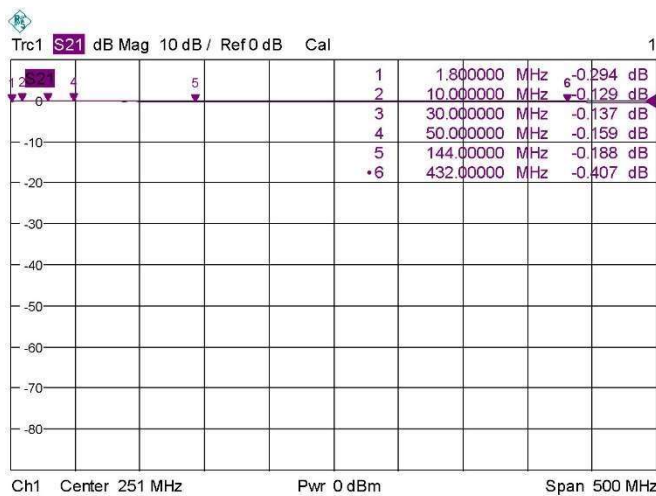 Trc1 S21 dB Mag 10 dB / Ref 0 dB Cal 1
S21
1 1.800000 MHz -0.294 dB
2 10.000000 MHz -0.129 dB
3 30.000000 MHz -0.137 dB
4 50.000000 MHz -0.159 dB
5 144.00000 MHz -0.188 dB
•6 432.00000 MHz -0.407 dB
1 2 4 5 6
0
-10
-20
-30
-40
-50
-60
-70
-80
Ch1 Center 251 MHz Pwr 0 dBm Span 500 MHz